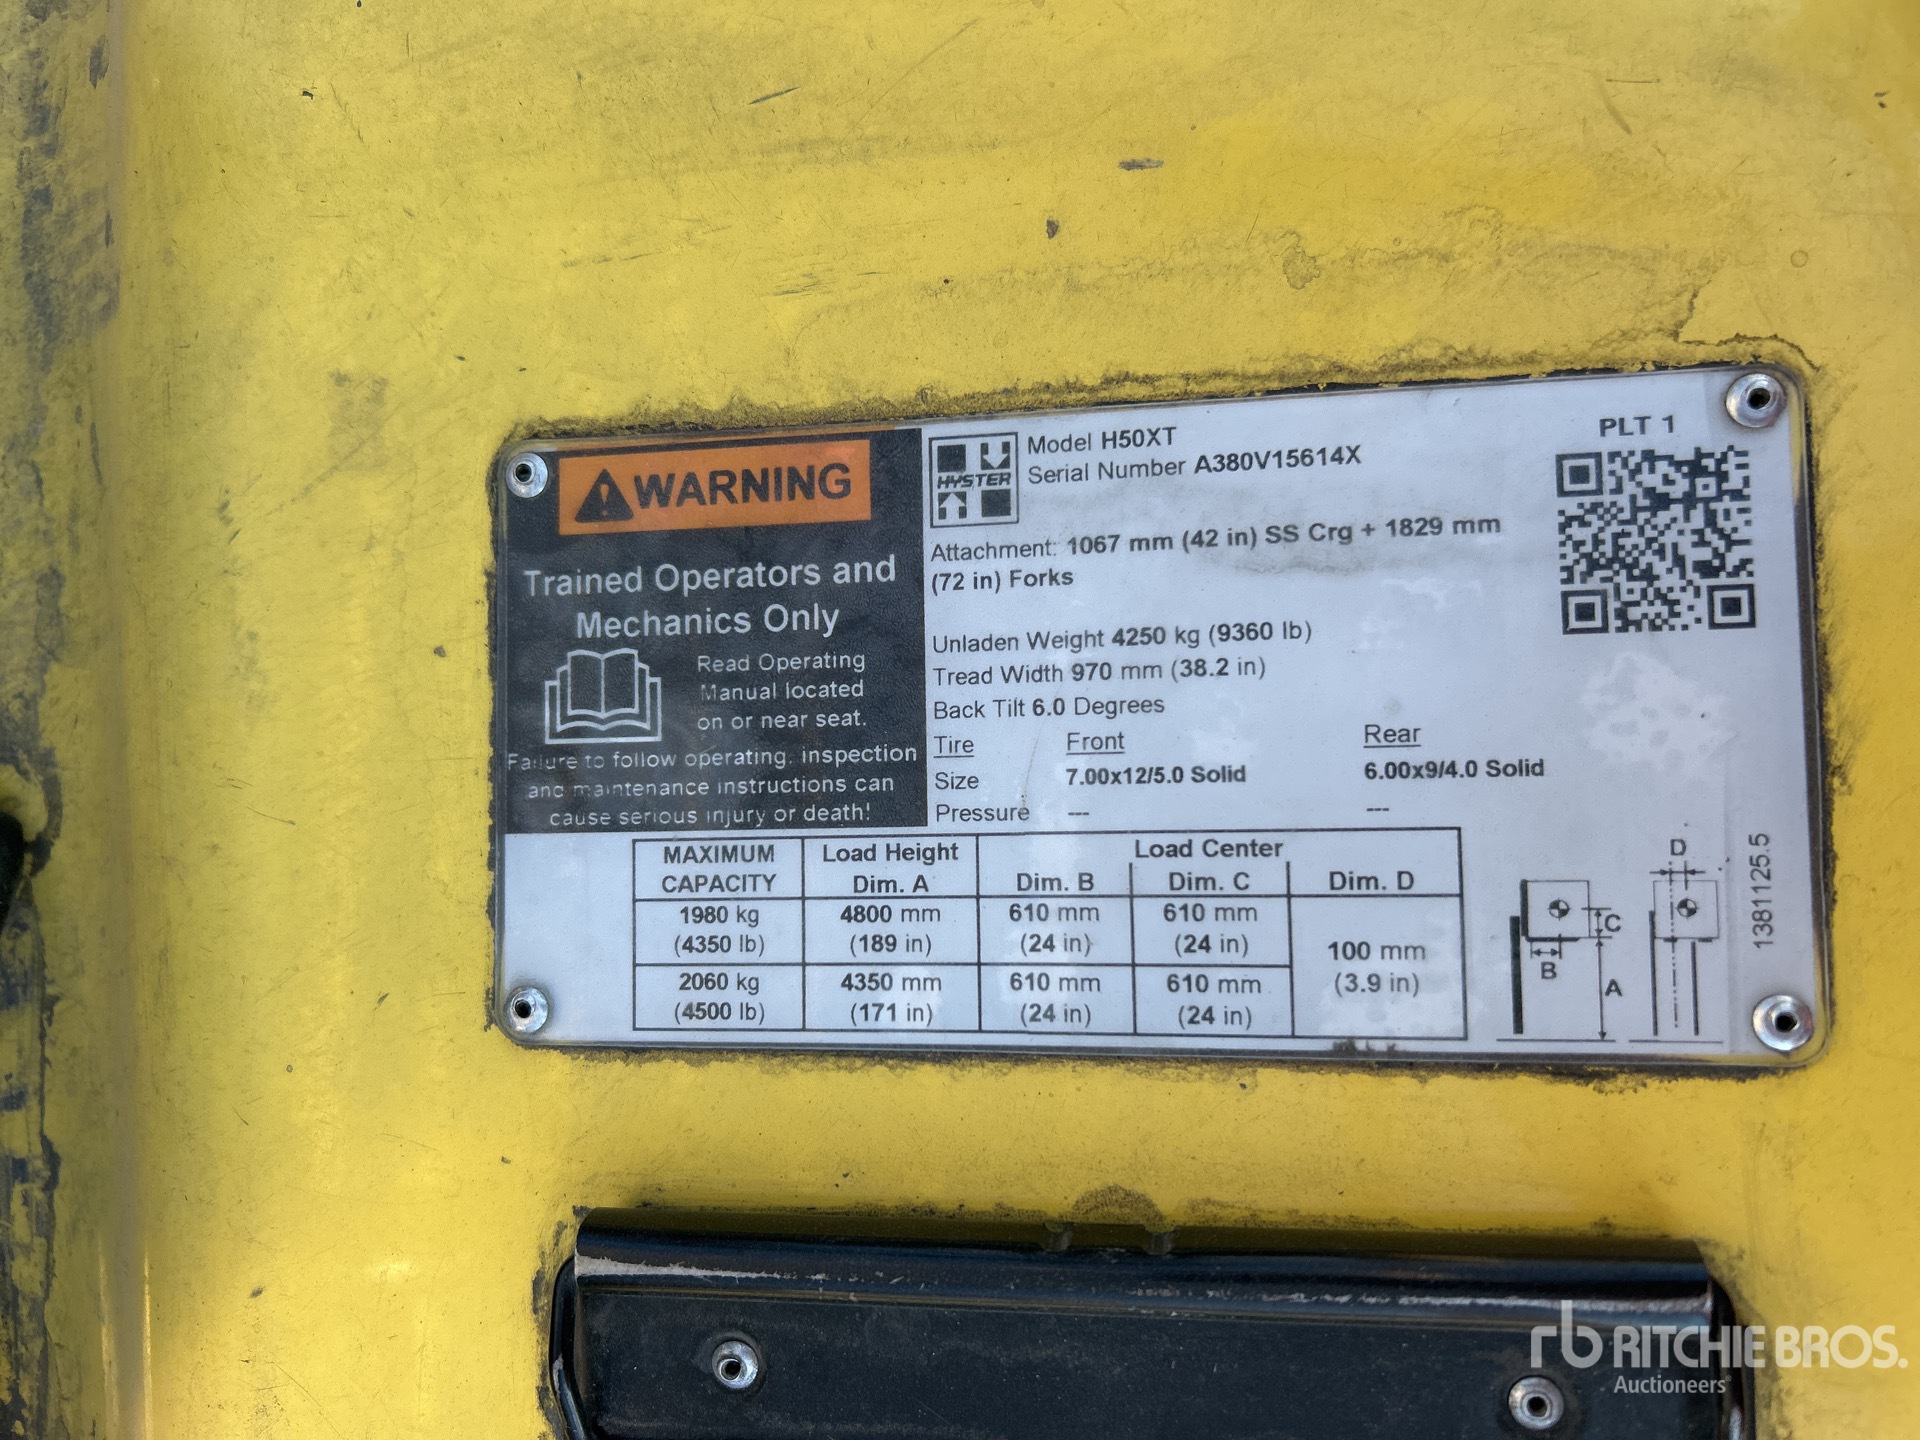 WARNING
Trained Operators and
Mechanics Only
Read Operating
Manual located
on or near seat.
Failure to follow operating, inspection
and maintenance instructions can
cause serious injury or death!
HYSTER
Model H50XT
Serial Number A380V15614X
PLT 1
Attachment: 1067 mm (42 in) SS Crg + 1829 mm
(72 in) Forks
Unladen Weight 4250 kg (9360 lb)
Tread Width 970 mm (38.2 in)
Back Tilt 6.0 Degrees
Tire Front Rear
Size 7.00x12/5.0 Solid 6.00x9/4.0 Solid
Pressure --- ---
MAXIMUM CAPACITY Load Height Dim. A Load Center
Dim. B Dim. C Dim. D
1980 kg 4800 mm 610 mm 610 mm
(4350 lb) (189 in) (24 in) (24 in)
100 mm
(3.9 in)
2060 kg 4350 mm 610 mm 610 mm
(4500 lb) (171 in) (24 in) (24 in)
D
C
B
A
1381125.5
rb RITCHIE BROS.
Auctioneers